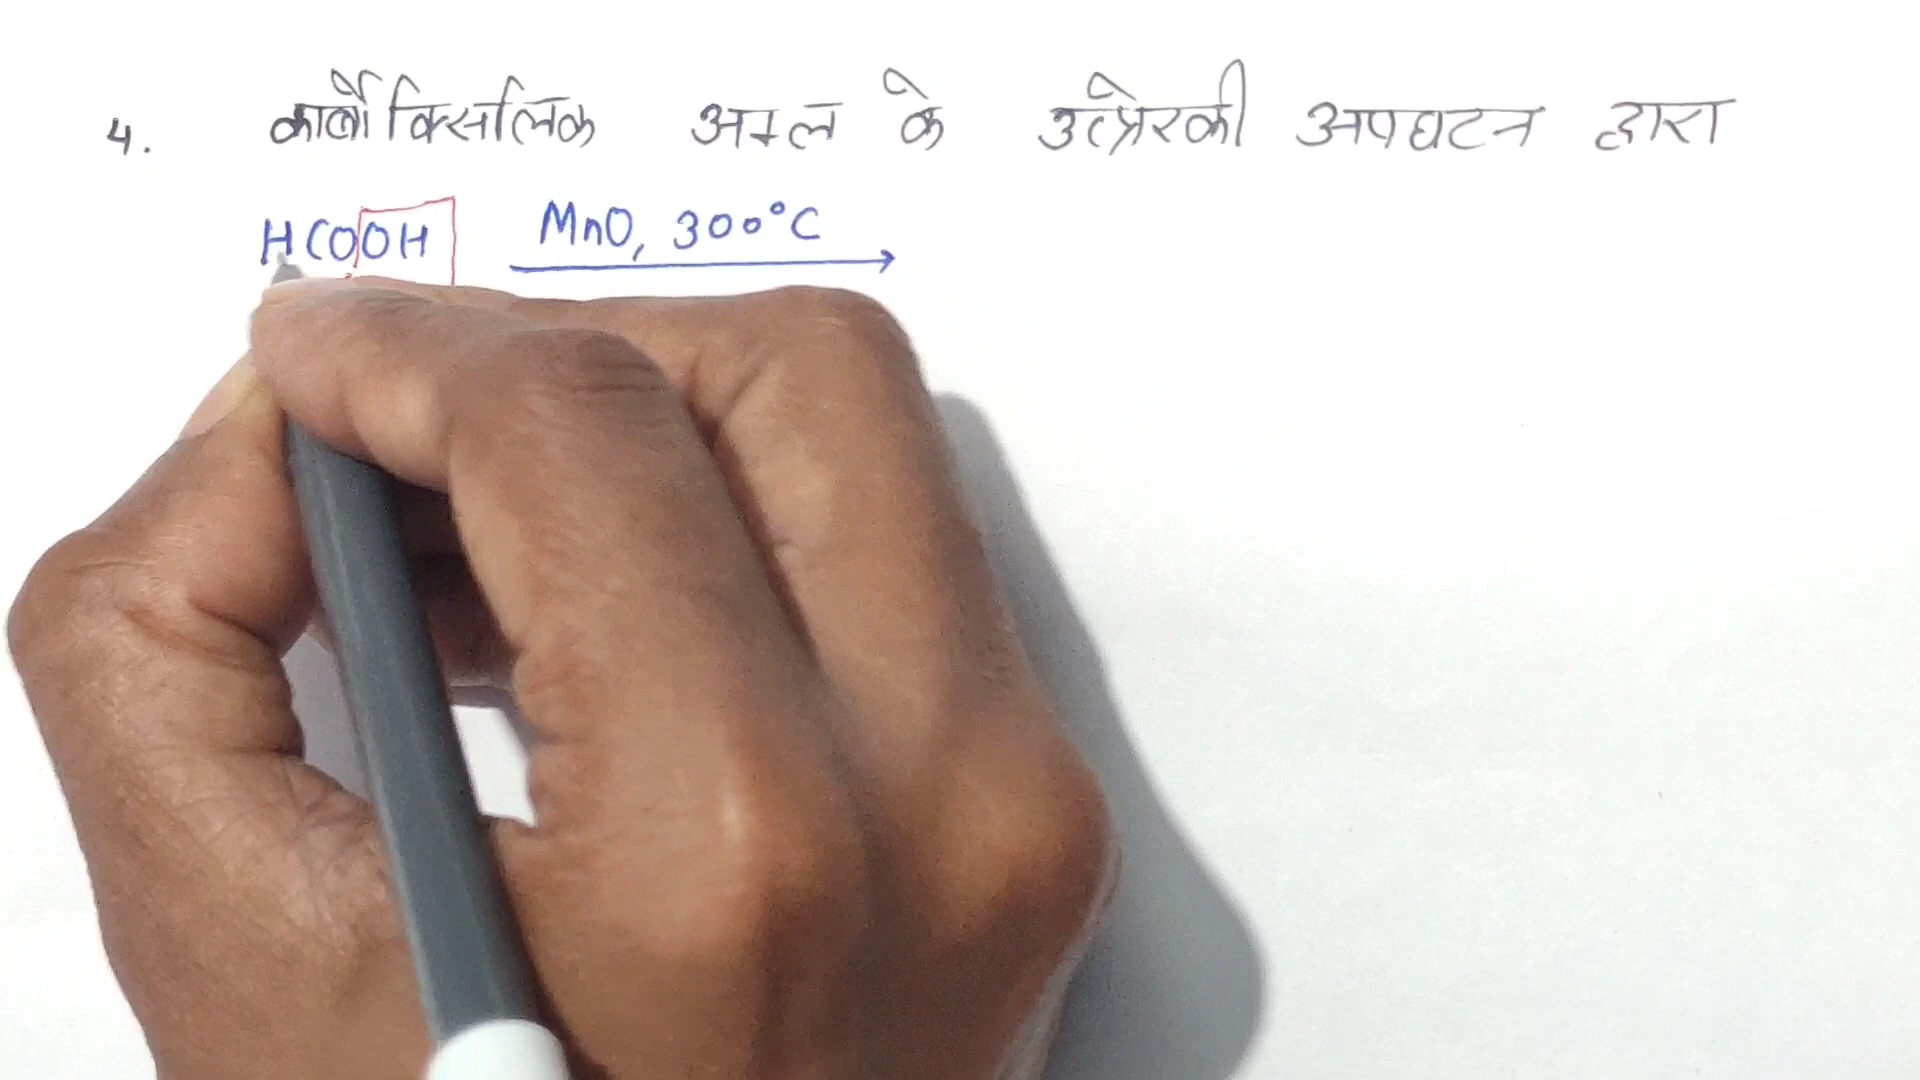 4. कार्बोक्सिलिक अम्ल के उत्प्रेरकी अपघटन द्वारा
MnO, 300°C
HCOOH